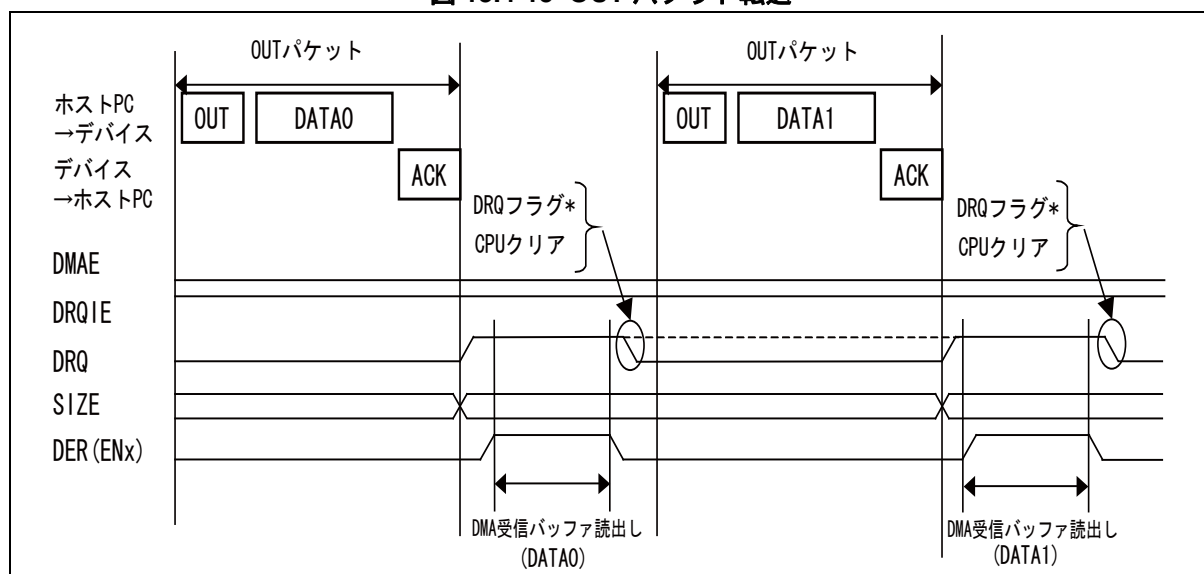 OUTパケット
OUTパケット
ホストPC
→デバイス
OUT
DATA0
OUT
DATA1
デバイス
→ホストPC
ACK
ACK
DRQフラグ*
CPUクリア
DRQフラグ*
CPUクリア
DMAE
DRQIE
DRQ
SIZE
DER(ENx)
DMA受信バッファ読出し
(DATA0)
DMA受信バッファ読出し
(DATA1)